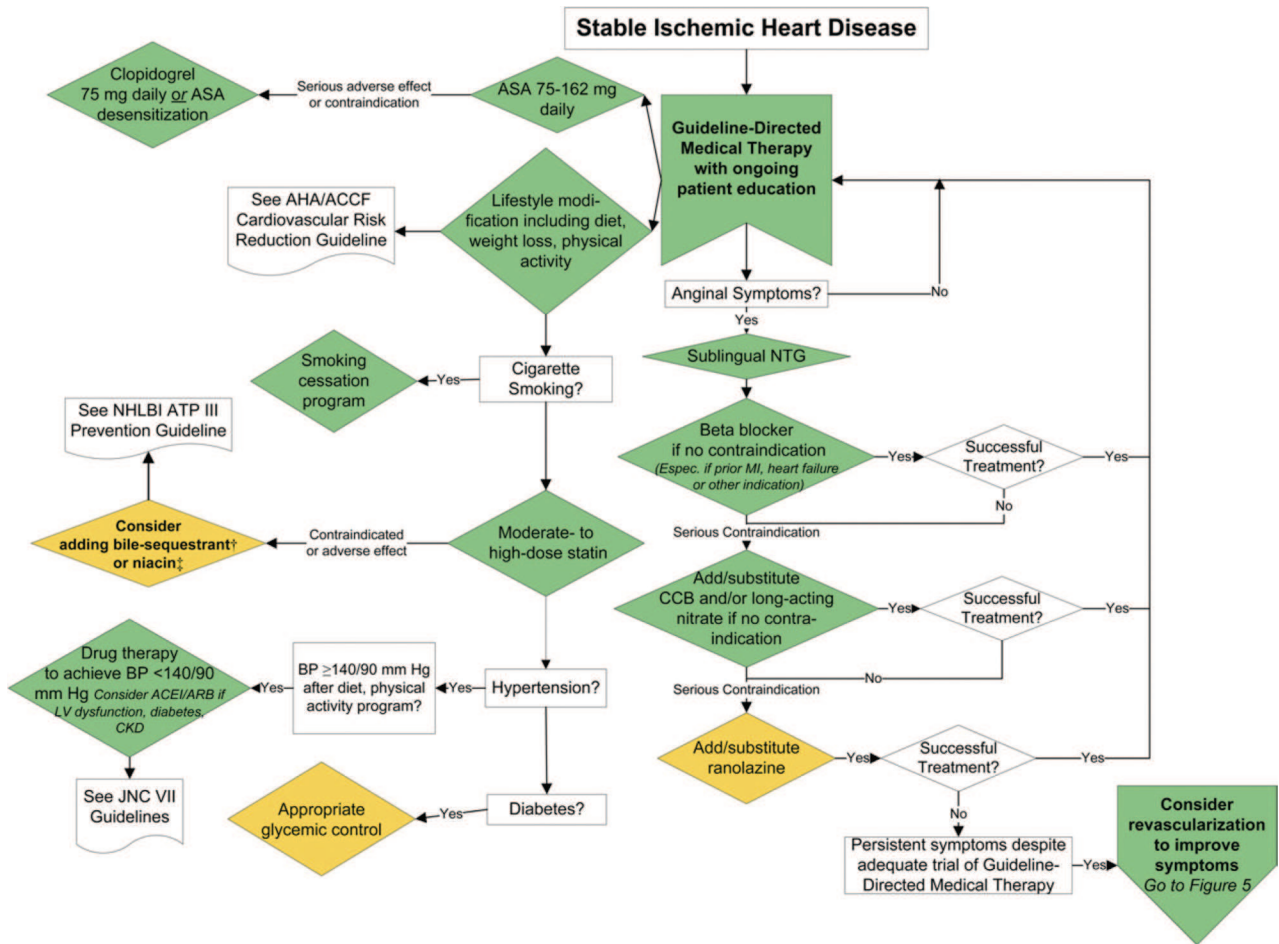 Stable Ischemic Heart Disease
Clopidogrel
75 mg daily or ASA
desensitization
Serious adverse effect
or contraindication
ASA 75-162 mg
daily
Guideline-Directed
Medical Therapy
with ongoing
patient education
See AHA/ACCF
Cardiovascular Risk
Reduction Guideline
Lifestyle modi-
fication including diet,
weight loss, physical
activity
Anginal Symptoms?
No
Yes
Sublingual NTG
Smoking
cessation
program
Yes
Cigarette
Smoking?
See NHLBI ATP III
Prevention Guideline
Beta blocker
if no contraindication
(Espec. if prior MI, heart failure
or other indication)
Yes
Successful
Treatment?
Yes
No
Serious Contraindication
Consider
adding bile-sequestrant†
or niacin‡
Contraindicated
or adverse effect
Moderate- to
high-dose statin
Add/substitute
CCB and/or long-acting
nitrate if no contra-
indication
Yes
Successful
Treatment?
Yes
No
Serious Contraindication
Drug therapy
to achieve BP <140/90
mm Hg Consider ACEI/ARB if
LV dysfunction, diabetes,
CKD
Yes
BP ≥140/90 mm Hg
after diet, physical
activity program?
Yes
Hypertension?
Add/substitute
ranolazine
Yes
Successful
Treatment?
Yes
No
See JNC VII
Guidelines
Appropriate
glycemic control
Yes
Diabetes?
Persistent symptoms despite
adequate trial of Guideline-
Directed Medical Therapy
Yes
Consider
revascularization
to improve
symptoms
Go to Figure 5